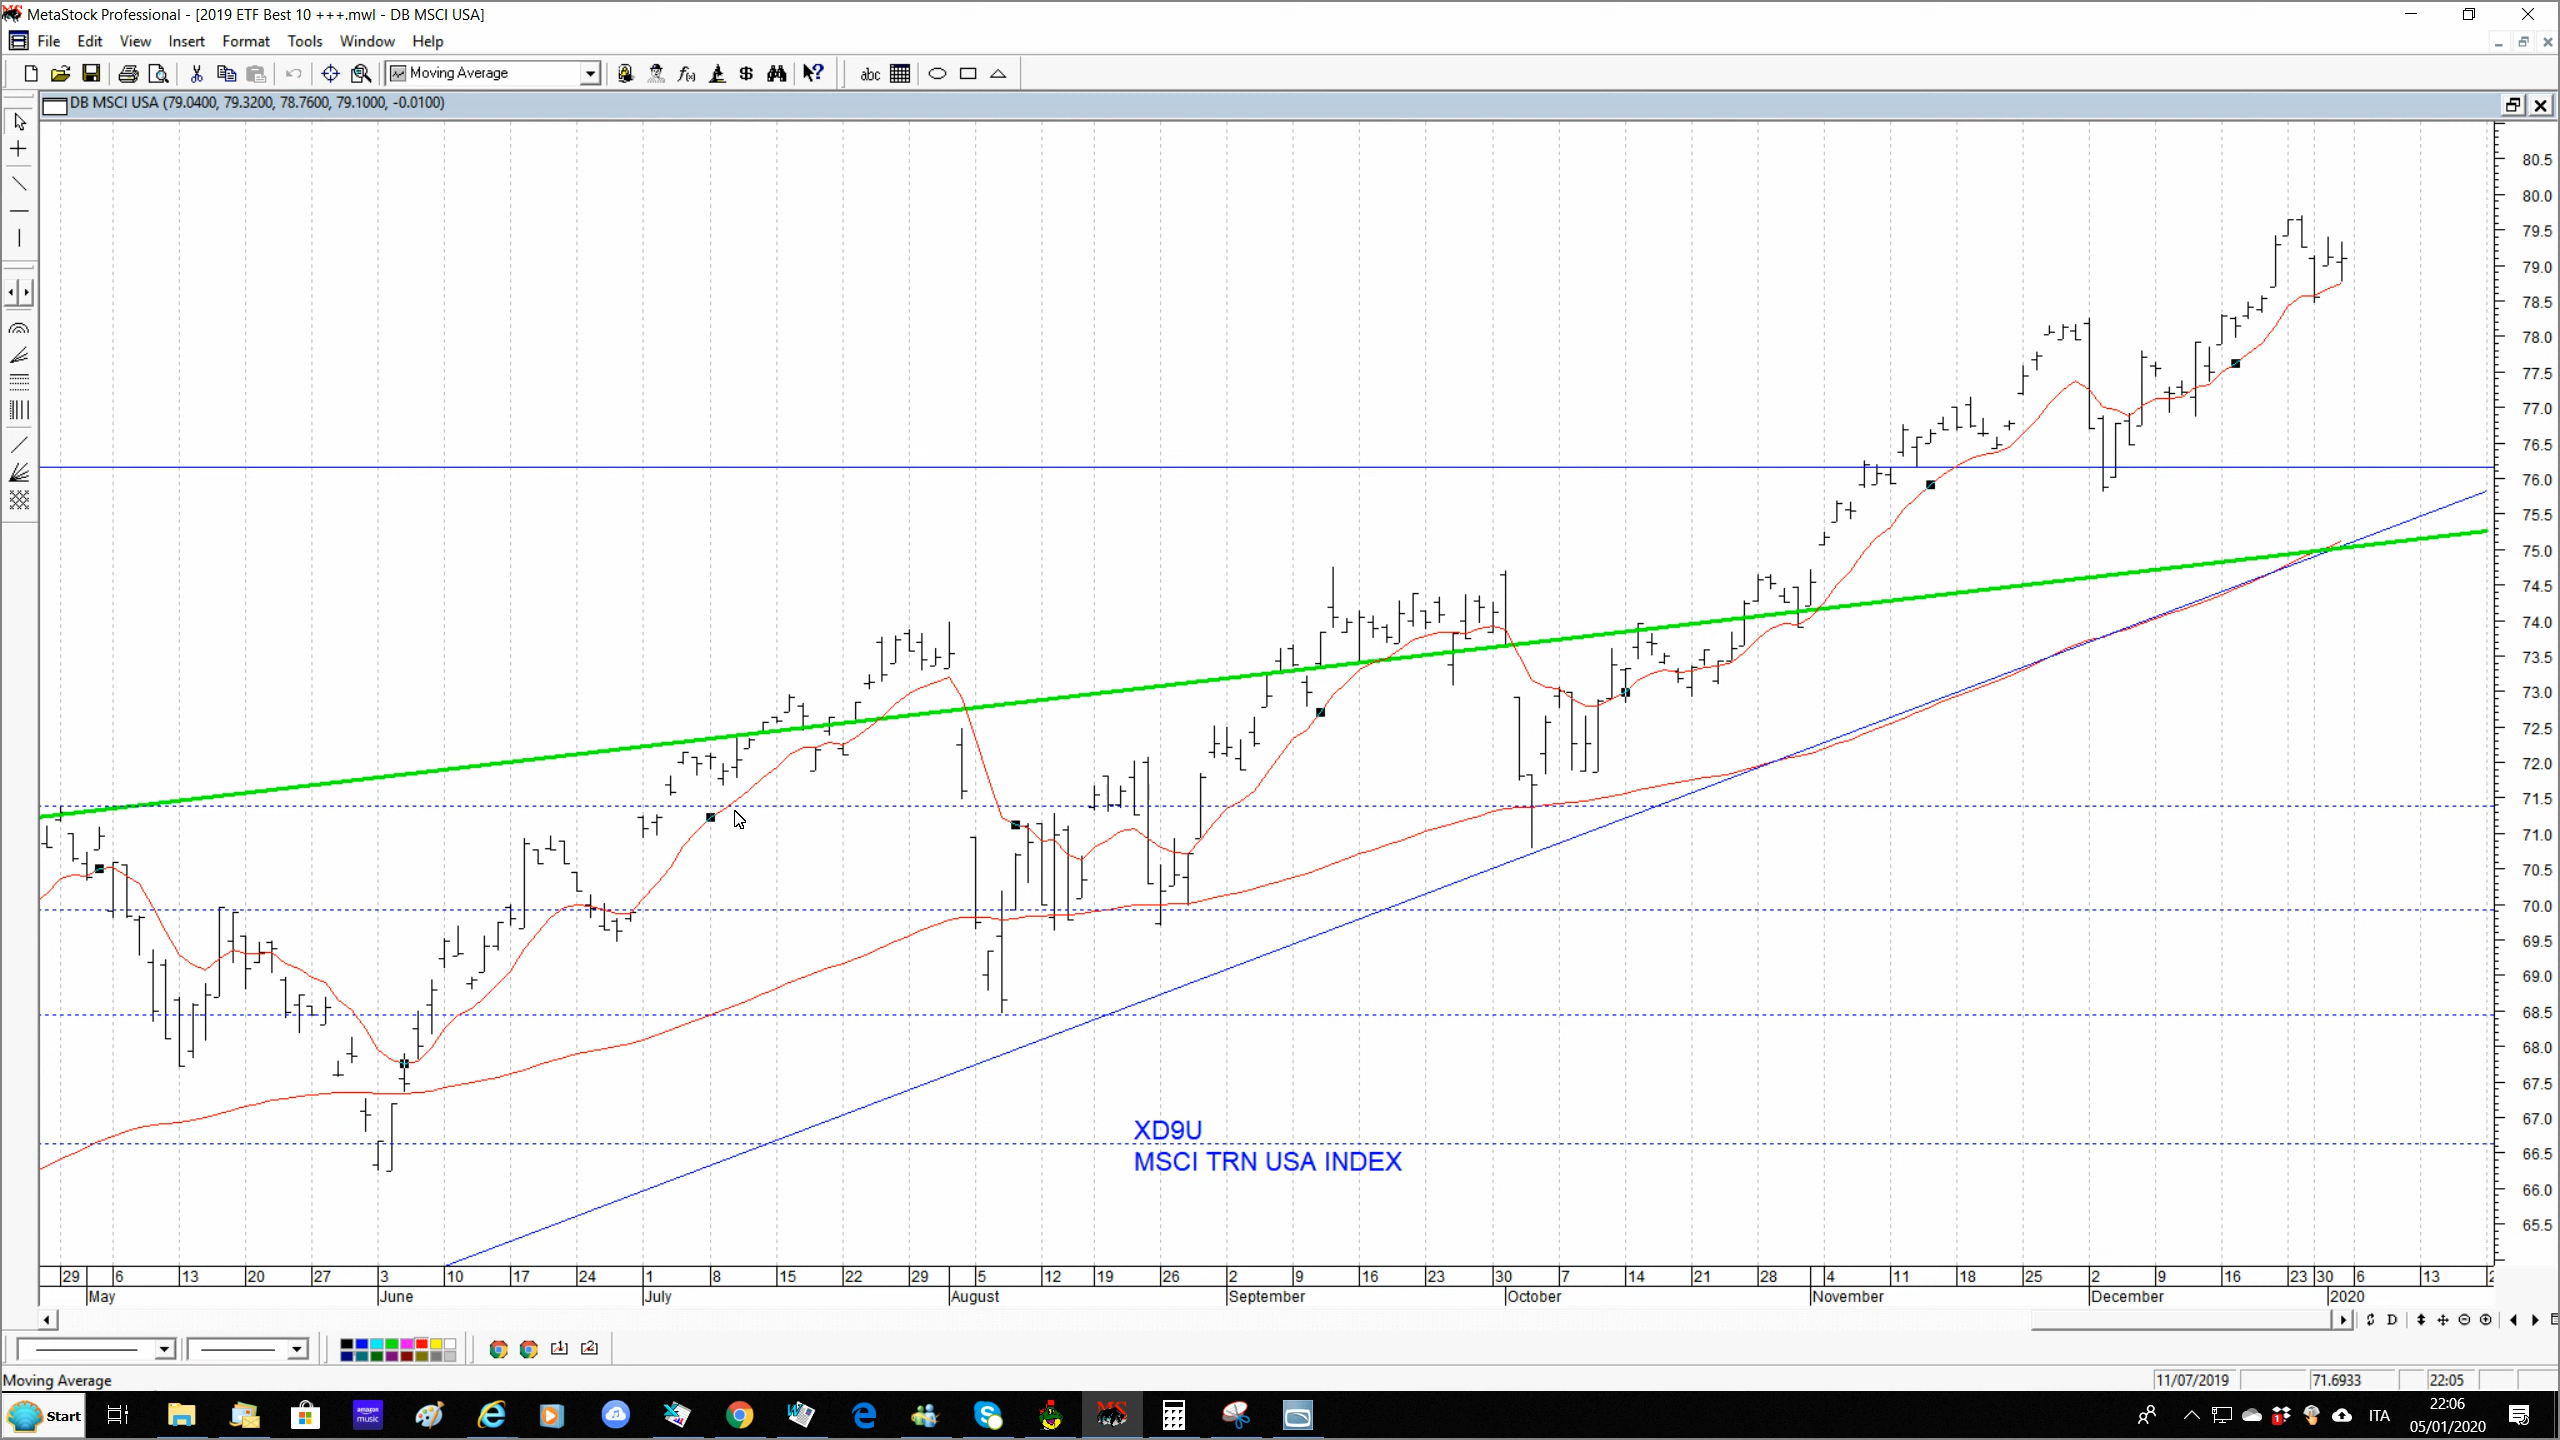 MetaStock Professional - [2019 ETF Best 10 +++.mwl - DB MSCI USA]
File Edit View Insert Format Tools Window Help
Moving Average
abc
DB MSCI USA (79.0400, 79.3200, 78.7600, 79.1000, -0.0100)
80.5
80.0
79.5
79.0
78.5
78.0
77.5
77.0
76.5
76.0
75.5
75.0
74.5
74.0
73.5
73.0
72.5
72.0
71.5
71.0
70.5
70.0
69.5
69.0
68.5
68.0
67.5
67.0
66.5
66.0
65.5
XD9U
MSCI TRN USA INDEX
29 6 13 20 27 3 10 17 24 1 8 15 22 29 5 12 19 26 2 9 16 23 30 7 14 21 28 4 11 18 25 2 9 16 23 30 6 13
May June July August September October November December 2020
D
Moving Average
11/07/2019 71.6933 22:05
Start
amazon music
MS
ITA
22:06
05/01/2020